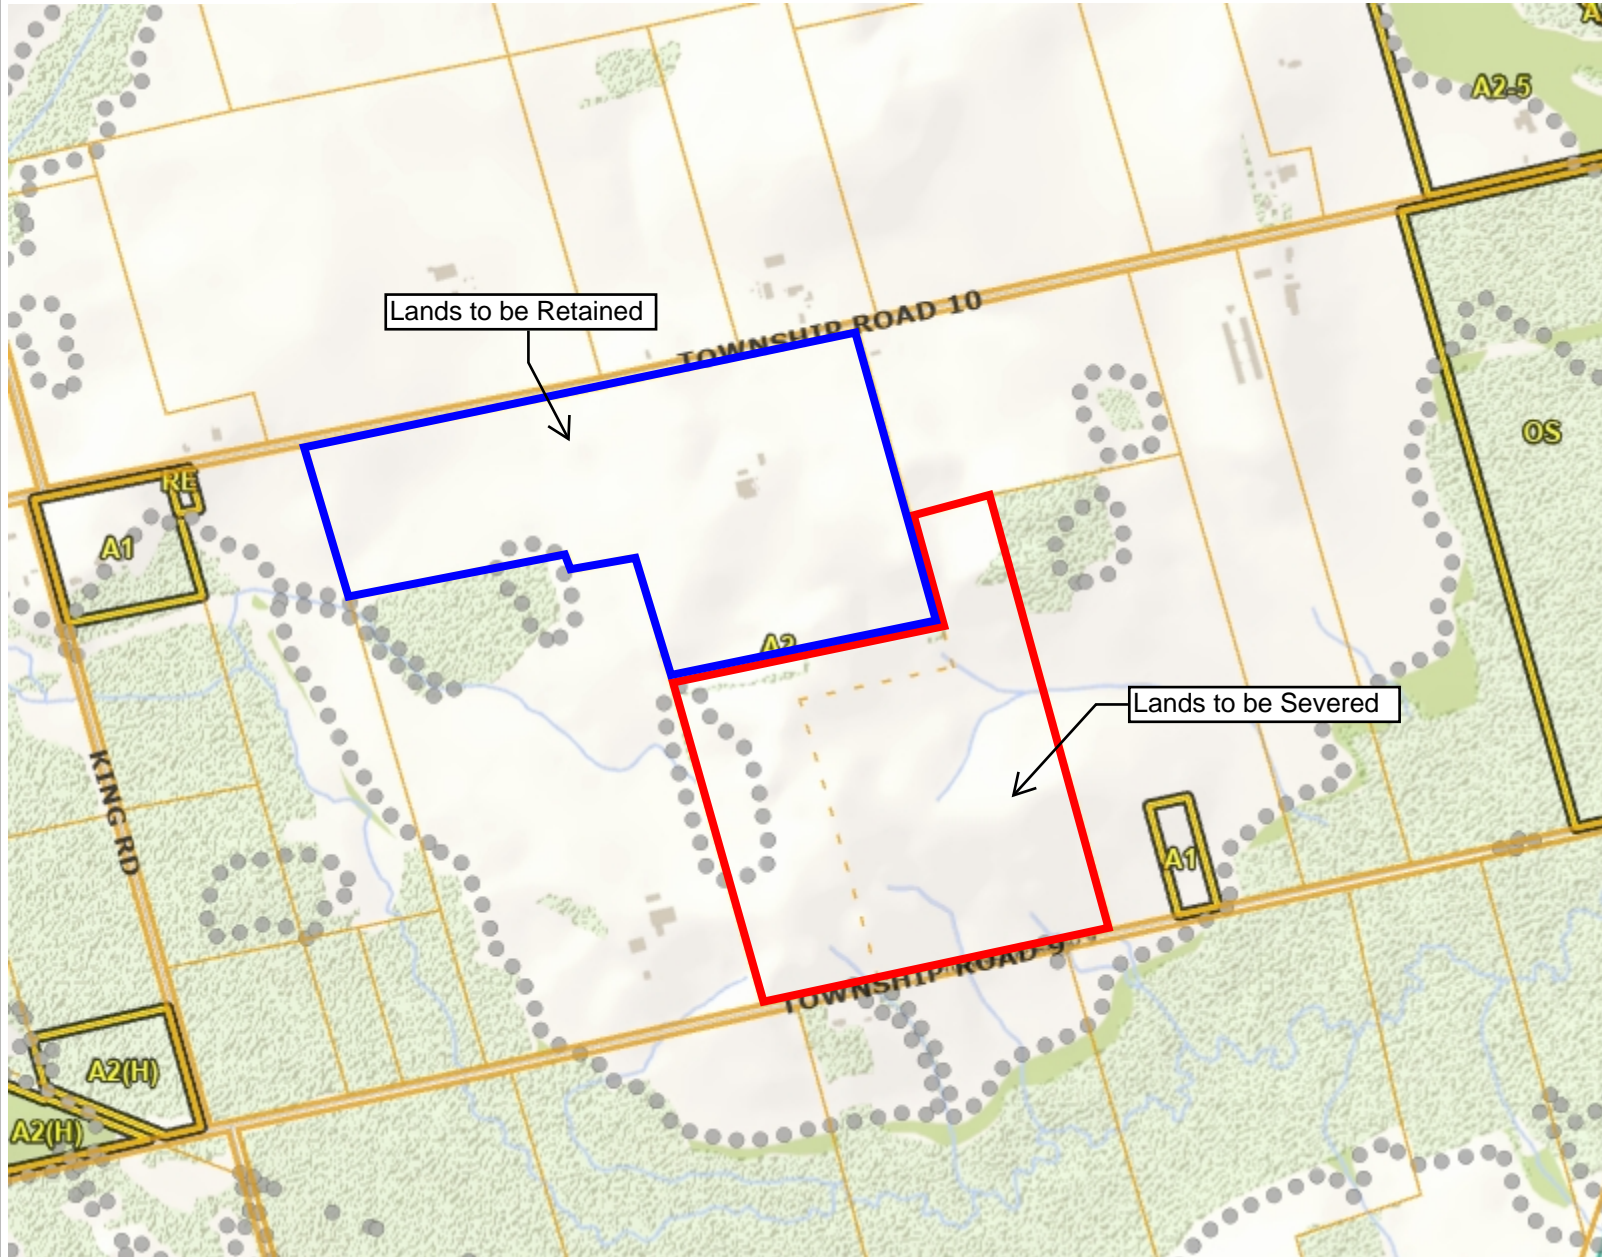 A2-5
Lands to be Retained
TOWNSHIP ROAD 10
OS
RE
A1
A2
Lands to be Severed
KING RD
A1
TOWNSHIP ROAD 9
A2(H)
A2(H)